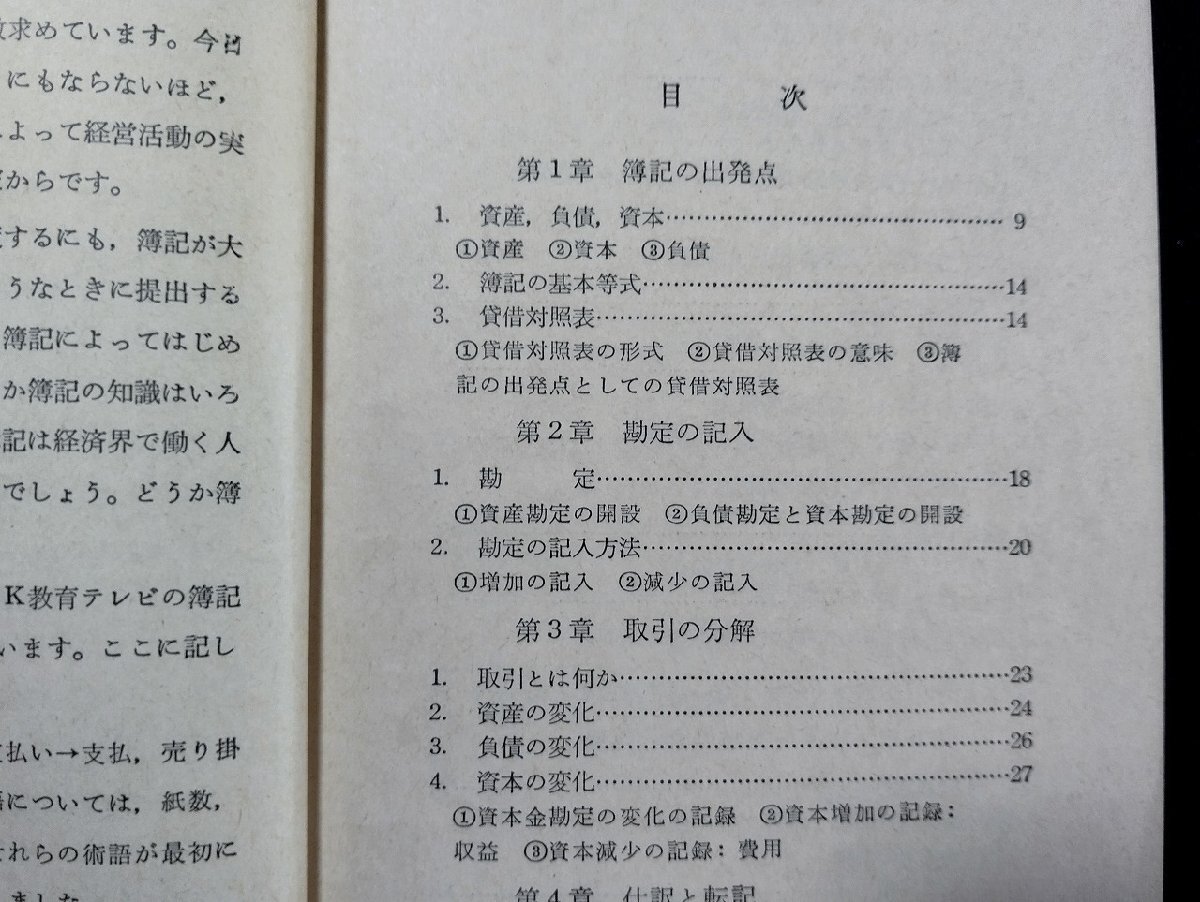 求めています。今日
にもならないほど，
よって経営活動の実
からです。
するにも，簿記が大
うなときに提出する
簿記によってはじめ
か簿記の知識はいろ
記は経済界で働く人
でしょう。どうか簿
K教育テレビの簿記
います。ここに記し
払い→支払，売り掛
については，紙数，
れらの術語が最初に
ました
目　次
第1章　簿記の出発点
1.　資産，負債，資本…………9
①資産　②資本　③負債
2.　簿記の基本等式…………14
3.　貸借対照表…………14
①貸借対照表の形式　②貸借対照表の意味　③簿
記の出発点としての貸借対照表
第2章　勘定の記入
1.　勘　定…………18
①資産勘定の開設　②負債勘定と資本勘定の開設
2.　勘定の記入方法…………20
①増加の記入　②減少の記入
第3章　取引の分解
1.　取引とは何か…………23
2.　資産の変化…………24
3.　負債の変化…………26
4.　資本の変化…………27
①資本金勘定の変化の記録　②資本増加の記録：
収益　③資本減少の記録：費用
第4章　仕訳と転記